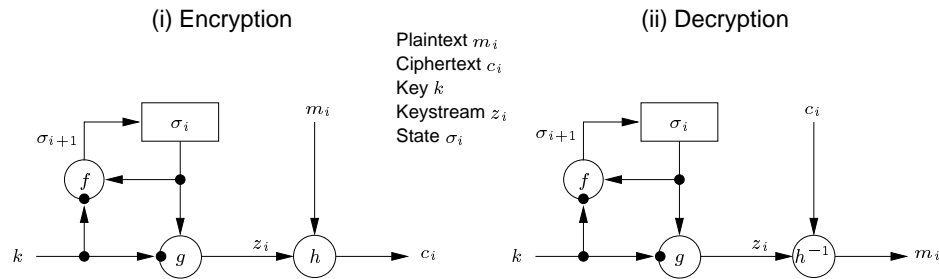 (i) Encryption
(ii) Decryption
Plaintext m_i
Ciphertext c_i
Key k
Keystream z_i
State σ_i
σ_i
m_i
σ_{i+1}
f
k
g
z_i
h
c_i
σ_i
c_i
σ_{i+1}
f
k
g
z_i
h^{-1}
m_i